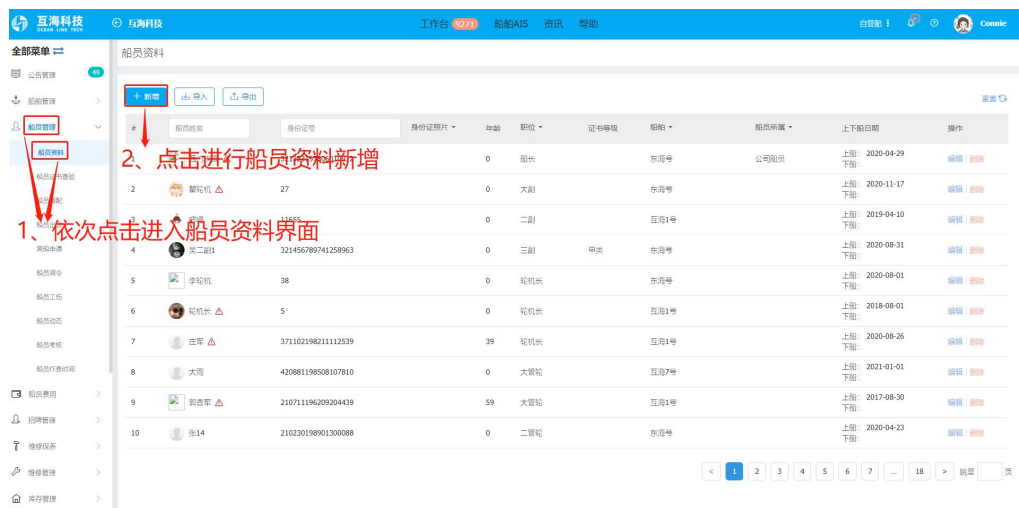 互海科技
OCEAN LINK TECH
互海科技
工作台 9271 船舶AIS 资讯 帮助
自管船
Connie
全部菜单
船员资料
公告管理 49
船舶管理
船员管理
船员资料
船员证书查验
离船申请
船员调令
船员工伤
船员动态
船员考核
船员作息时间
船员费用
招聘管理
维修保养
维修管理
库存管理
+ 新增 导入 导出
重置
# 船员姓名 身份证号 身份证照片 年龄 职位 证书等级 船舶 船员所属 上下船日期 操作
1 0 船长 东海号 公司船员 上船: 2020-04-29 编辑 删除
下船:
2 翟轮机 27 0 大副 东海号 上船: 2020-11-17 编辑 删除
下船:
3 11655 0 二副 互海1号 上船: 2019-04-10 编辑 删除
下船:
4 吴二副1 321456789741258963 0 三副 甲类 东海号 上船: 2020-08-31 编辑 删除
下船:
5 李轮机 38 0 轮机长 东海号 上船: 2020-08-01 编辑 删除
下船:
6 轮机长 5 0 轮机长 互海1号 上船: 2018-08-01 编辑 删除
下船:
7 庄军 371102198211112539 39 轮机长 互海1号 上船: 2020-08-26 编辑 删除
下船:
8 大雨 420881198508107810 0 大管轮 互海7号 上船: 2021-01-01 编辑 删除
下船:
9 郭香军 210711196209204439 59 大管轮 互海1号 上船: 2017-08-30 编辑 删除
下船:
10 张14 210230198901300088 0 二管轮 东海号 上船: 2020-04-23 编辑 删除
下船:
2、点击进行船员资料新增
1、依次点击进入船员资料界面
< 1 2 3 4 5 6 7 ... 18 > 跳至 页